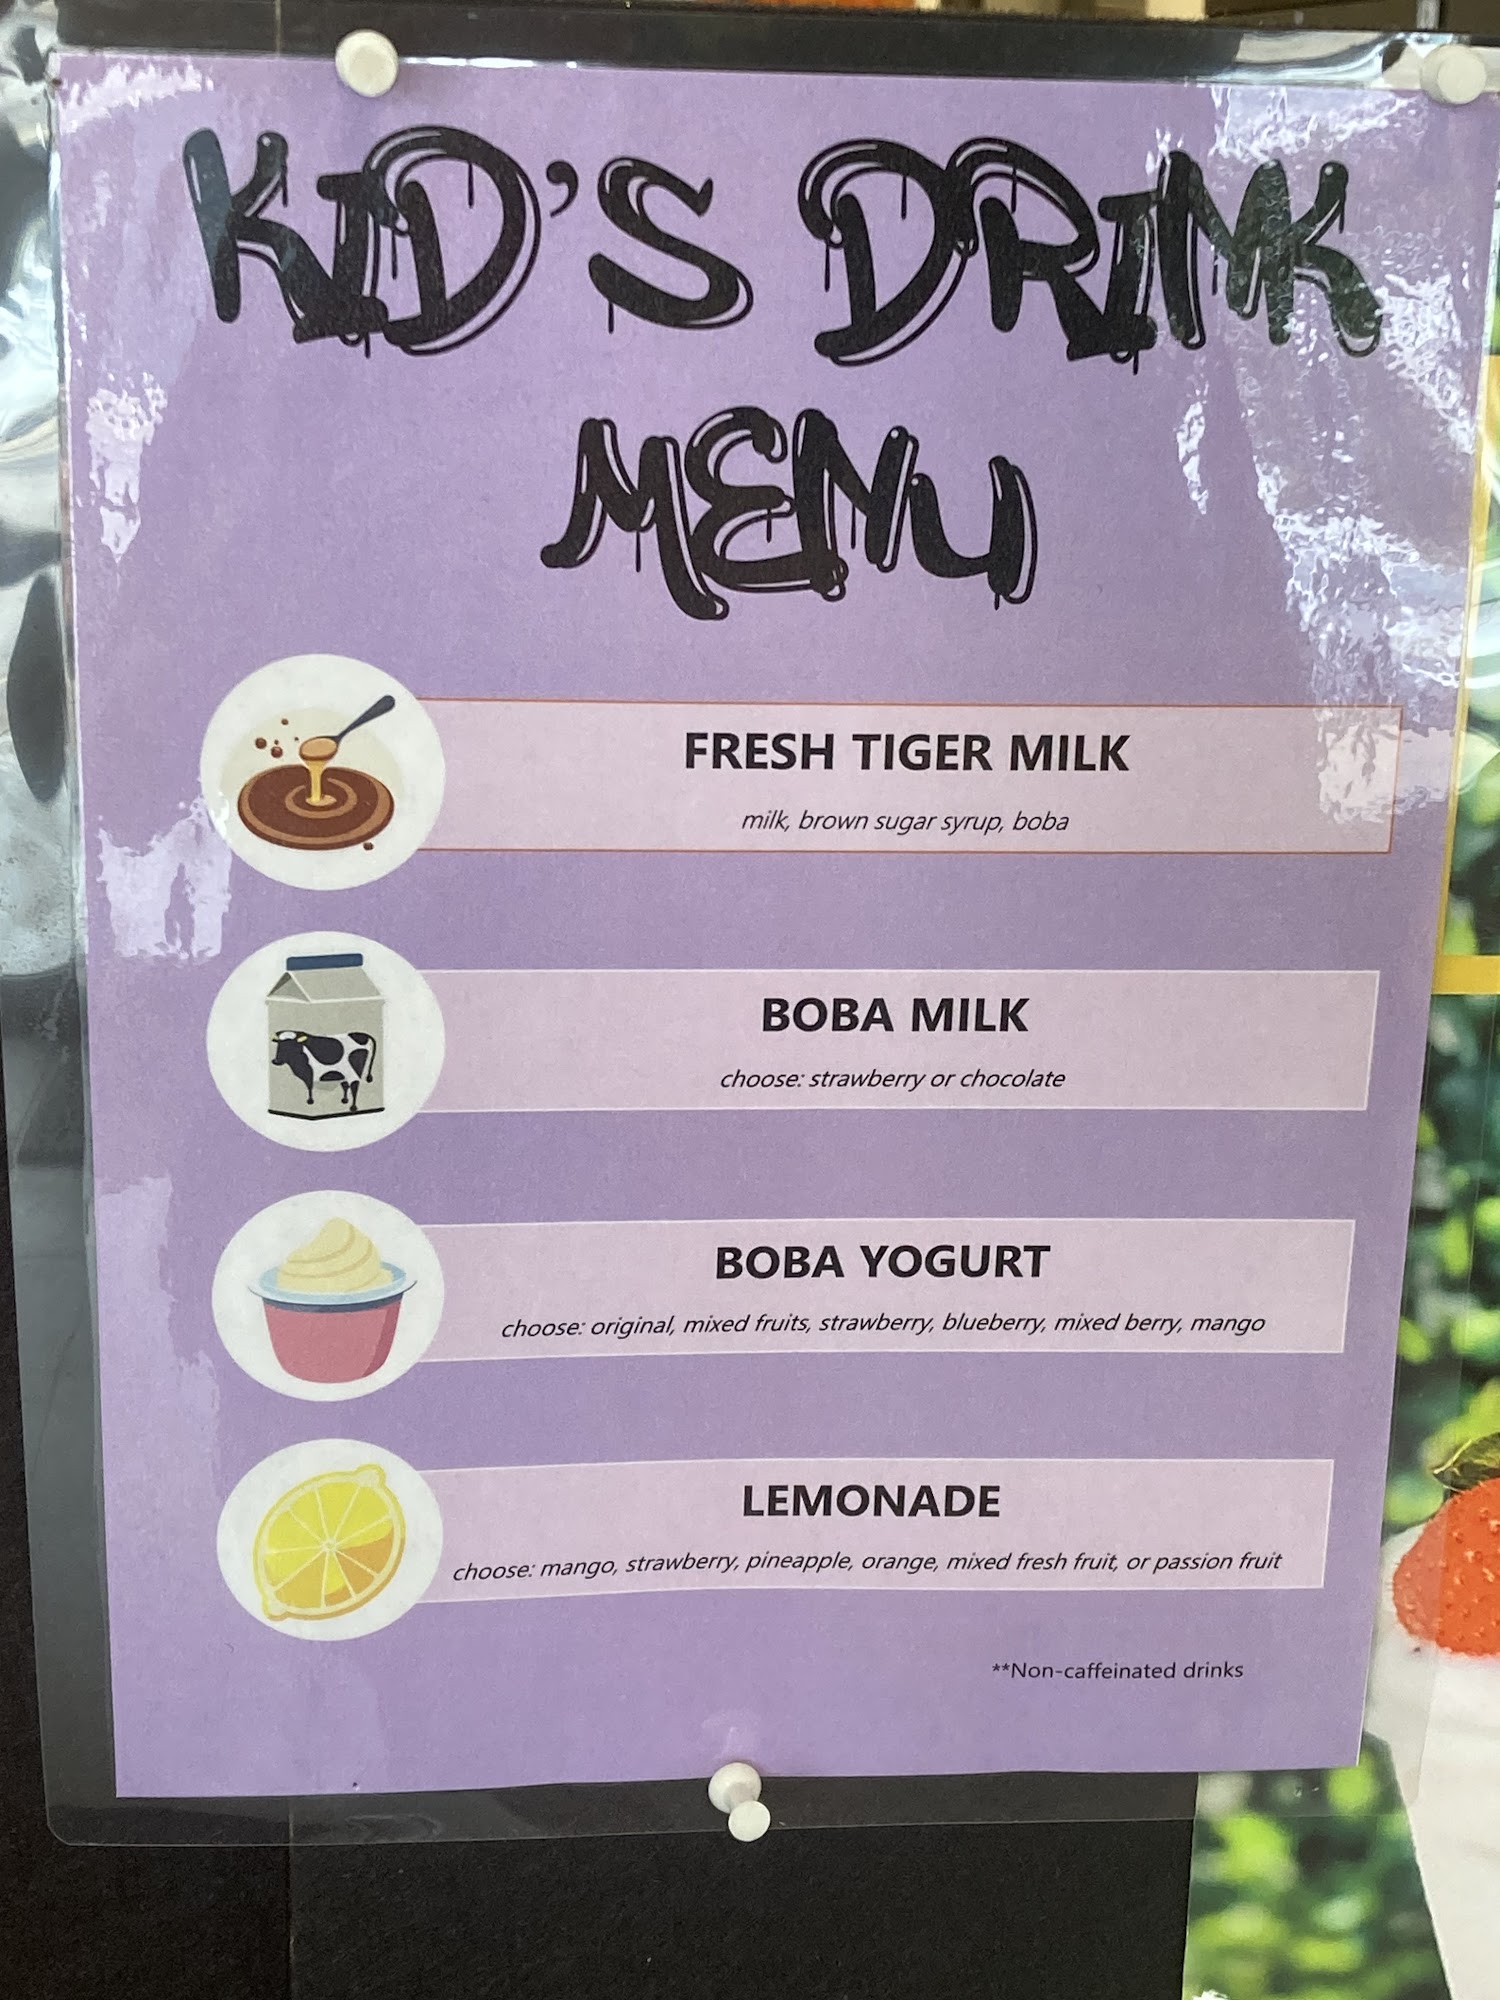 KID'S DRINK
MENU
FRESH TIGER MILK
milk, brown sugar syrup, boba
BOBA MILK
choose: strawberry or chocolate
BOBA YOGURT
choose: original, mixed fruits, strawberry, blueberry, mixed berry, mango
LEMONADE
choose: mango, strawberry, pineapple, orange, mixed fresh fruit, or passion fruit
**Non-caffeinated drinks